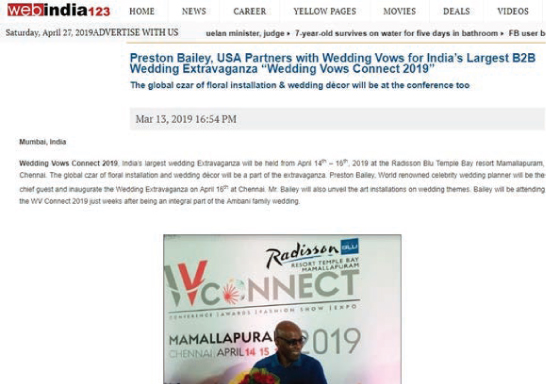 webindia123 HOME NEWS CAREER YELLOW PAGES MOVIES DEALS VIDEOS
Saturday, April 27, 2019ADVERTISE WITH US uelan minister, judge • 7-year-old survives on water for five days in bathroom • FB user b
Preston Bailey, USA Partners with Wedding Vows for India's Largest B2B
Wedding Extravaganza "Wedding Vows Connect 2019"
The global czar of floral installation & wedding décor will be at the conference too
Mar 13, 2019 16:54 PM
Mumbai, India
Wedding Vows Connect 2019, India's largest wedding Extravaganza will be held from April 14th – 16th, 2019 at the Radisson Blu Temple Bay resort Mamallapuram,
Chennai. The global czar of floral installation and wedding décor will be a part of the extravaganza. Preston Bailey, World renowned celebrity wedding planner will be the
chief guest and inaugurate the Wedding Extravaganza on April 16th at Chennai. Mr. Bailey will also unveil the art installations on wedding themes. Bailey will be attending
the WV Connect 2019 just weeks after being an integral part of the Ambani family wedding.
Radisson BLU
RESORT TEMPLE BAY
MAMALLAPURAM
WV CONNECT
CONFERENCE | AWARDS | FASHION SHOW | EXPO
MAMALLAPURA 2019
CHENNAI APRIL 14 15